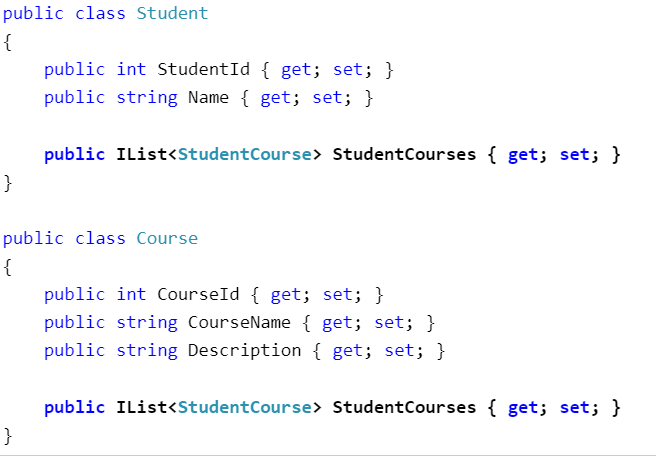 public class Student
{
    public int StudentId { get; set; }
    public string Name { get; set; }
    public IList<StudentCourse> StudentCourses { get; set; }
}
public class Course
{
    public int CourseId { get; set; }
    public string CourseName { get; set; }
    public string Description { get; set; }
    public IList<StudentCourse> StudentCourses { get; set; }
}